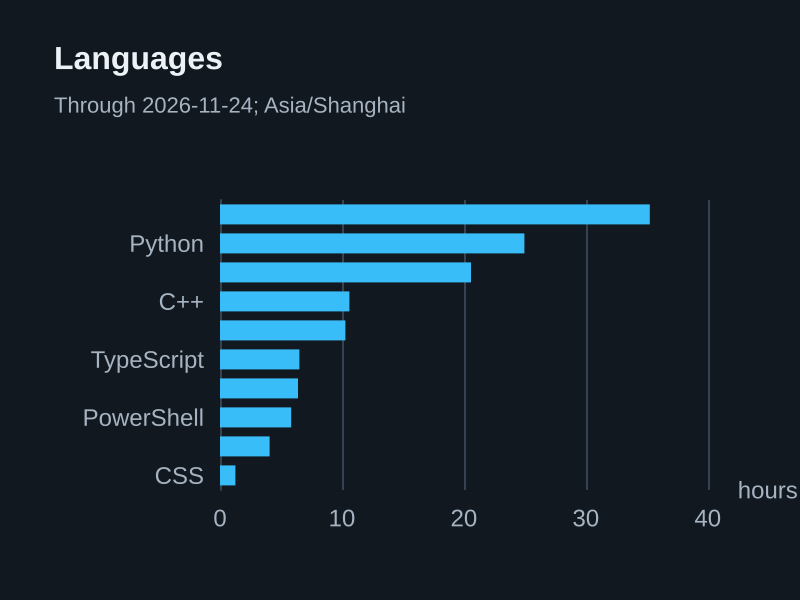 Languages
Through 2026-11-24; Asia/Shanghai
Python
C++
TypeScript
PowerShell
CSS
hours
0 10 20 30 40